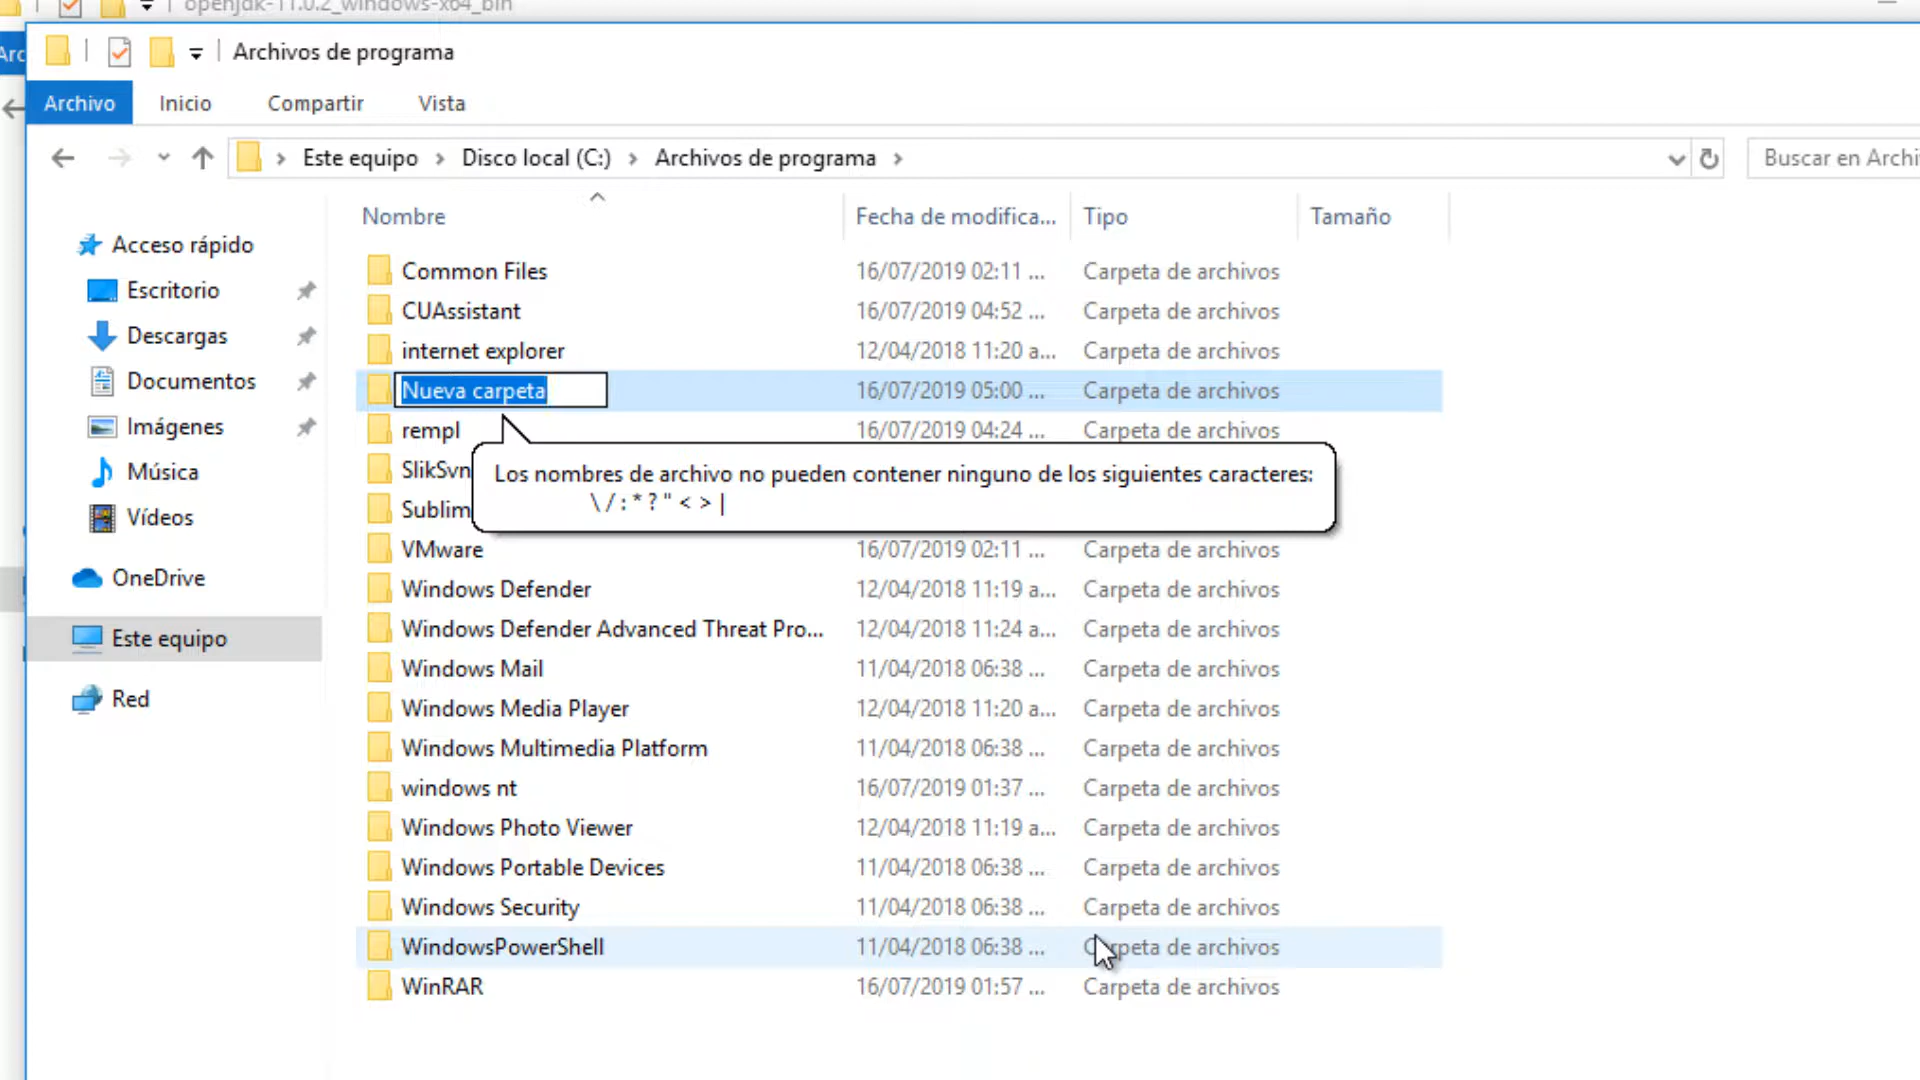 openjdk-11.0.2_windows-x64_bin
Arc
Archivos de programa
Archivo Inicio Compartir Vista
Este equipo Disco local (C:) Archivos de programa
Buscar en Archi
Nombre Fecha de modifica... Tipo Tamaño
Acceso rápido
Escritorio
Descargas
Documentos
Imágenes
Música
Vídeos
OneDrive
Este equipo
Red
Common Files 16/07/2019 02:11 ... Carpeta de archivos
CUAssistant 16/07/2019 04:52 ... Carpeta de archivos
internet explorer 12/04/2018 11:20 a... Carpeta de archivos
Nueva carpeta 16/07/2019 05:00 ... Carpeta de archivos
rempl 16/07/2019 04:24 ... Carpeta de archivos
SlikSvn
Los nombres de archivo no pueden contener ninguno de los siguientes caracteres:
\ / : * ? " < > |
Sublim
VMware 16/07/2019 02:11 ... Carpeta de archivos
Windows Defender 12/04/2018 11:19 a... Carpeta de archivos
Windows Defender Advanced Threat Pro... 12/04/2018 11:24 a... Carpeta de archivos
Windows Mail 11/04/2018 06:38 ... Carpeta de archivos
Windows Media Player 12/04/2018 11:20 a... Carpeta de archivos
Windows Multimedia Platform 11/04/2018 06:38 ... Carpeta de archivos
windows nt 16/07/2019 01:37 ... Carpeta de archivos
Windows Photo Viewer 12/04/2018 11:19 a... Carpeta de archivos
Windows Portable Devices 11/04/2018 06:38 ... Carpeta de archivos
Windows Security 11/04/2018 06:38 ... Carpeta de archivos
WindowsPowerShell 11/04/2018 06:38 ... Carpeta de archivos
WinRAR 16/07/2019 01:57 ... Carpeta de archivos